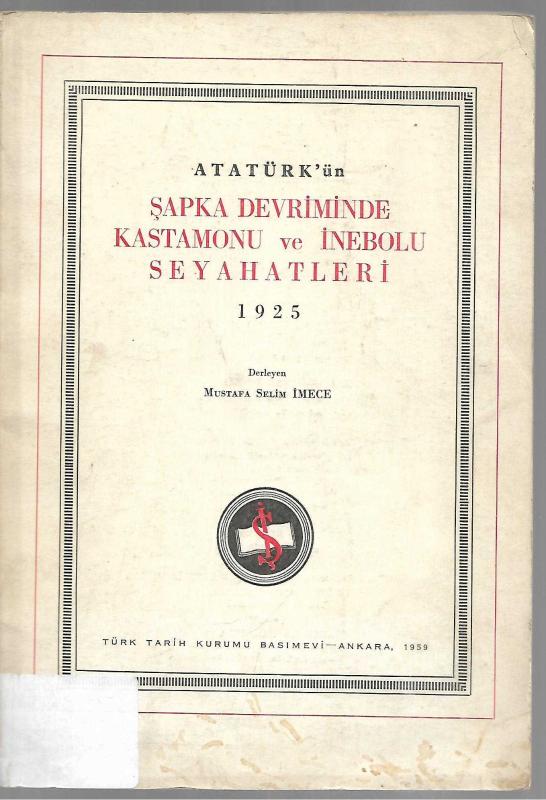 ATATÜRK'ün
ŞAPKA DEVRİMİNDE
KASTAMONU ve İNEBOLU
SEYAHATLERİ
1925
Derleyen
MUSTAFA SELİM İMECE
TÜRK TARİH KURUMU BASIMEVİ—ANKARA, 1959